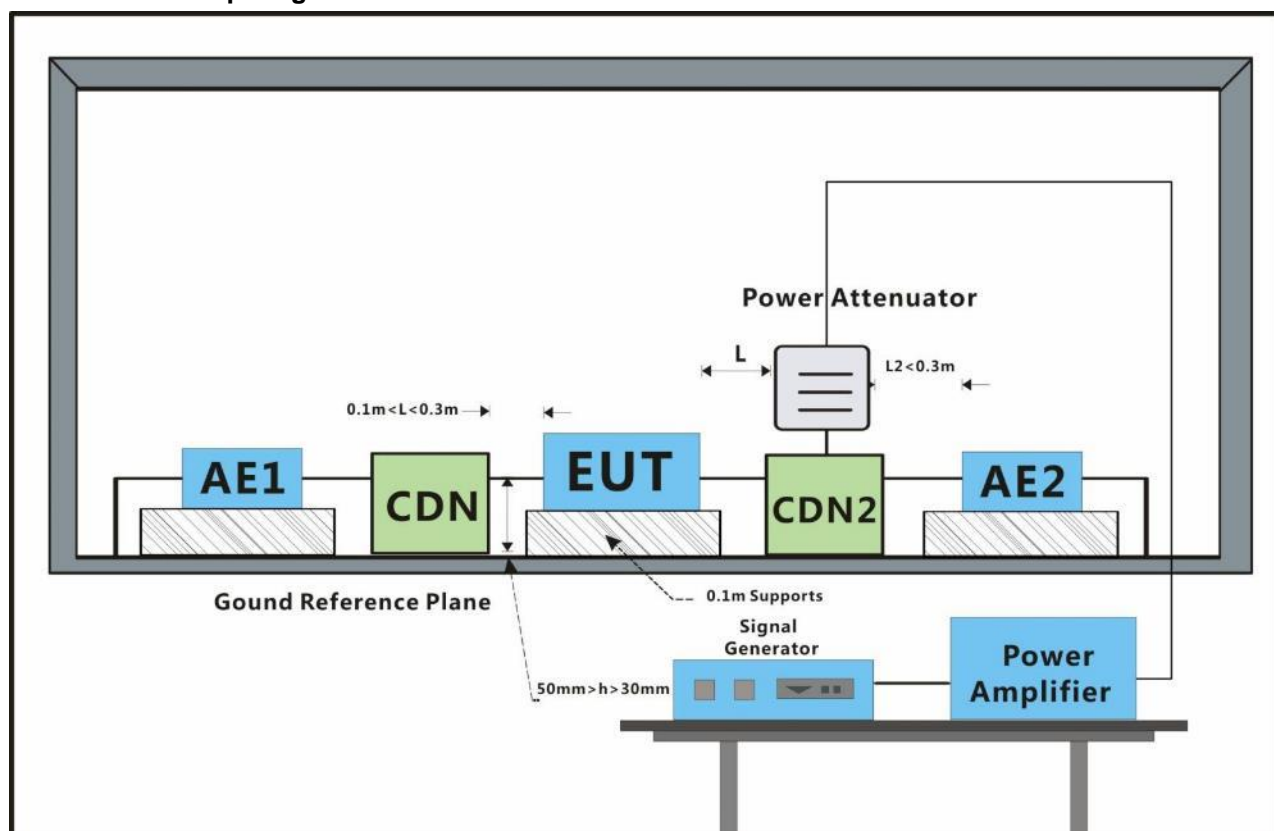 Power Attenuator
L
L2<0.3m
0.1m<L<0.3m
AE1
CDN
EUT
CDN2
AE2
Gound Reference Plane
0.1m Supports
Signal
Generator
Power
Amplifier
50mm>h>30mm